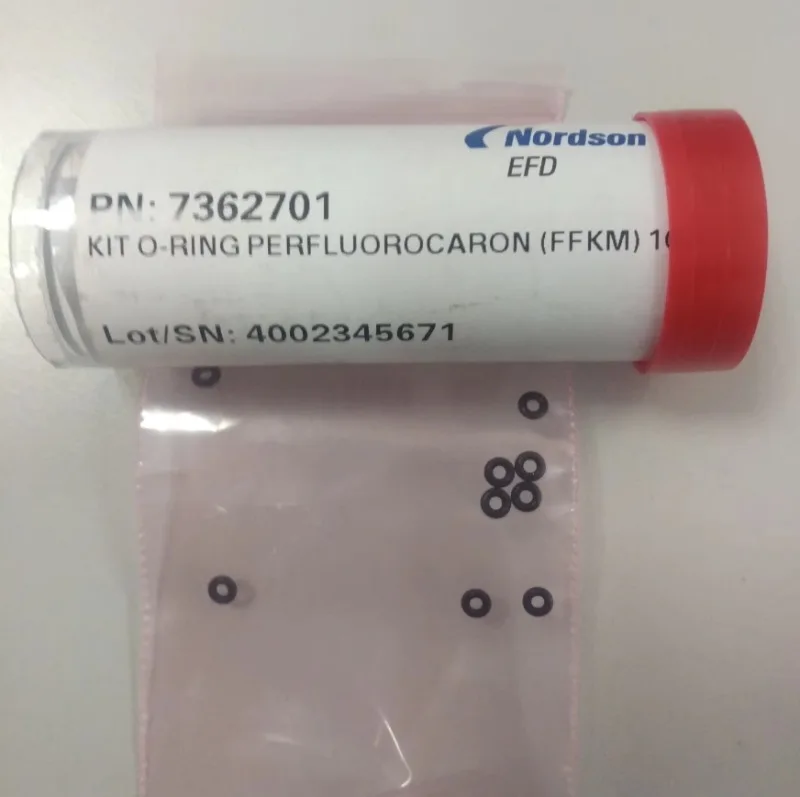 Nordson
EFD
PN: 7362701
KIT O-RING PERFLUOROCARON (FFKM)
Lot/SN: 4002345671